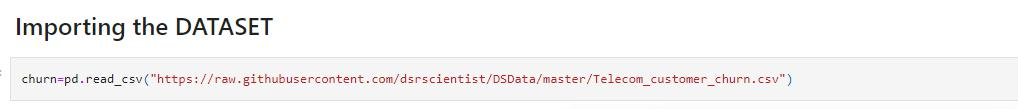 Importing the DATASET
churn=pd.read_csv("https://raw.githubusercontent.com/dsrscientist/DSData/master/Telecom_customer_churn.csv")